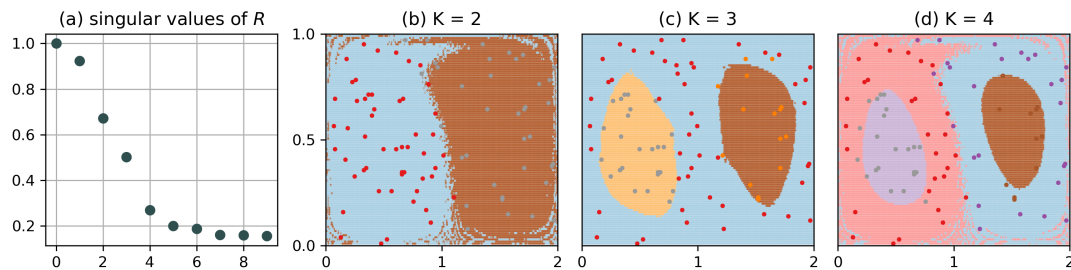 (a) singular values of R
(b) K = 2
(c) K = 3
(d) K = 4
1.0
0.8
0.6
0.4
0.2
0 2 4 6 8
1.0
0.5
0.0
0 1 2
0 1 2
0 1 2